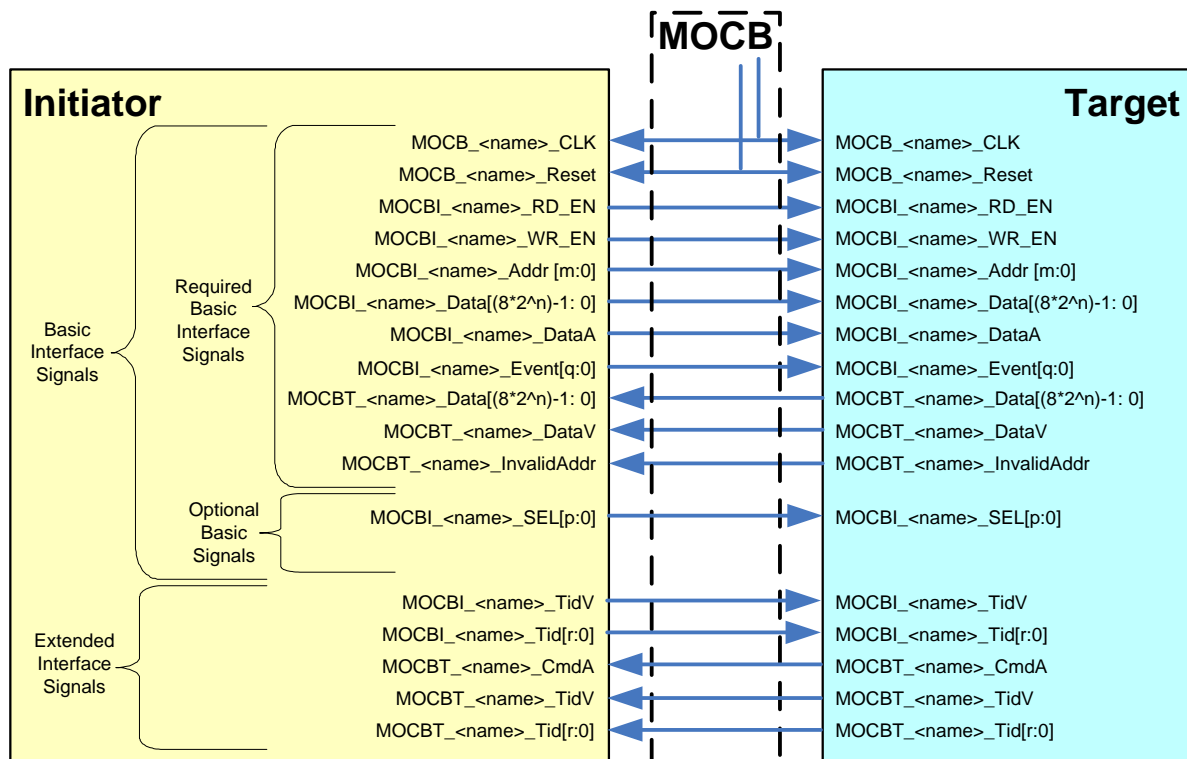 MOCB
Initiator
Target
MOCB_<name>_CLK
MOCB_<name>_CLK
MOCB_<name>_Reset
MOCB_<name>_Reset
MOCBI_<name>_RD_EN
MOCBI_<name>_RD_EN
MOCBI_<name>_WR_EN
MOCBI_<name>_WR_EN
MOCBI_<name>_Addr [m:0]
MOCBI_<name>_Addr [m:0]
Required
Basic
Interface
Signals
MOCBI_<name>_Data[(8*2^n)-1: 0]
MOCBI_<name>_Data[(8*2^n)-1: 0]
Basic
Interface
Signals
MOCBI_<name>_DataA
MOCBI_<name>_DataA
MOCBI_<name>_Event[q:0]
MOCBI_<name>_Event[q:0]
MOCBT_<name>_Data[(8*2^n)-1: 0]
MOCBT_<name>_Data[(8*2^n)-1: 0]
MOCBT_<name>_DataV
MOCBT_<name>_DataV
MOCBT_<name>_InvalidAddr
MOCBT_<name>_InvalidAddr
Optional
Basic
Signals
MOCBI_<name>_SEL[p:0]
MOCBI_<name>_SEL[p:0]
MOCBI_<name>_TidV
MOCBI_<name>_TidV
Extended
Interface
Signals
MOCBI_<name>_Tid[r:0]
MOCBI_<name>_Tid[r:0]
MOCBT_<name>_CmdA
MOCBT_<name>_CmdA
MOCBT_<name>_TidV
MOCBT_<name>_TidV
MOCBT_<name>_Tid[r:0]
MOCBT_<name>_Tid[r:0]